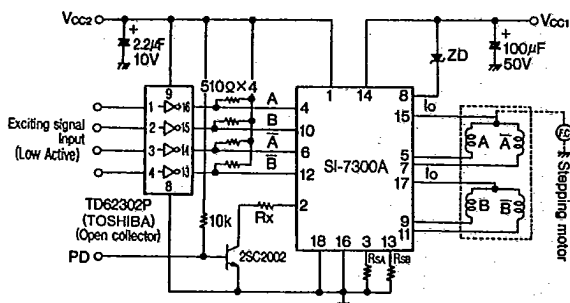 VCC2
VCC1
2.2μF
10V
100μF
50V
ZD
510Ω×4
9
1 14 8
Io
1 16
A
4
15
2 15
B
10
A Ā
Exciting signal
Input
(Low Active)
3 14
Ā
6
SI-7300A
5
7
4 13
B̄
12
17
Io
Stepping motor
8
B B̄
TD62302P
(TOSHIBA)
(Open collector)
10k
Rx
2
9
11
PD
2SC2002
18 16 3 13
RSA RSB